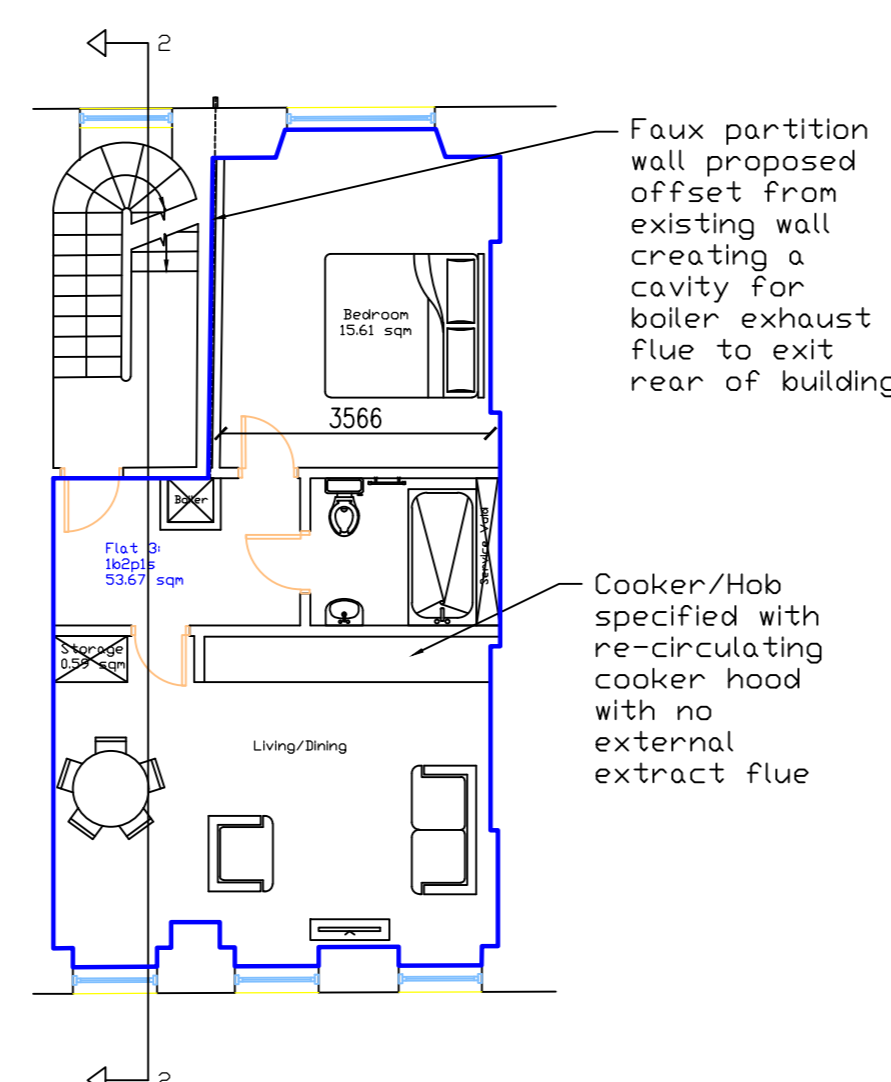 2
Faux partition
wall proposed
offset from
existing wall
creating a
cavity for
boiler exhaust
flue to exit
rear of building
Bedroom
15.61 sqm
3566
Boiler
Service Void
Flat 3:
1b2p1s
53.67 sqm
Cooker/Hob
specified with
re-circulating
cooker hood
with no
external
extract flue
Storage
0.59 sqm
Living/Dining
2